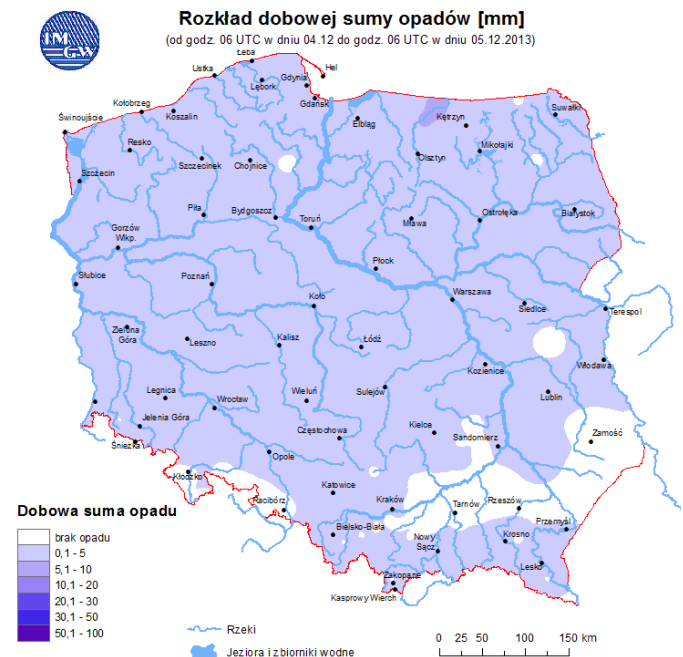 Rozkład dobowej sumy opadów [mm]
(od godz. 06 UTC w dniu 04.12 do godz. 06 UTC w dniu 05.12.2013)
IM
G-W
Łeba
Ustka
Hel
Lębork
Gdynia
Gdańsk
Kołobrzeg
Koszalin
Suwałki
Świnoujście
Elbląg
Kętrzyn
Resko
Mikołajki
Szczecinek
Chojnice
Olsztyn
Szczecin
Piła
Bydgoszcz
Toruń
Mława
Ostrołęka
Białystok
Gorzów
Wlkp.
Płock
Słubice
Poznań
Koło
Warszawa
Siedlce
Terespol
Zielona
Góra
Leszno
Kalisz
Łódź
Kozienice
Włodawa
Legnica
Wrocław
Wieluń
Sulejów
Lublin
Jelenia Góra
Częstochowa
Kielce
Sandomierz
Zamość
Śnieżka
Opole
Kłodzko
Katowice
Racibórz
Kraków
Tarnów
Rzeszów
Bielsko-Biała
Przemyśl
Nowy
Sącz
Krosno
Lesko
Zakopane
Kasprowy Wierch
Dobowa suma opadu
brak opadu
0,1 - 5
5,1 - 10
10,1 - 20
20,1 - 30
30,1 - 50
50,1 - 100
Rzeki
Jeziora i zbiorniki wodne
0 25 50 100 150 km